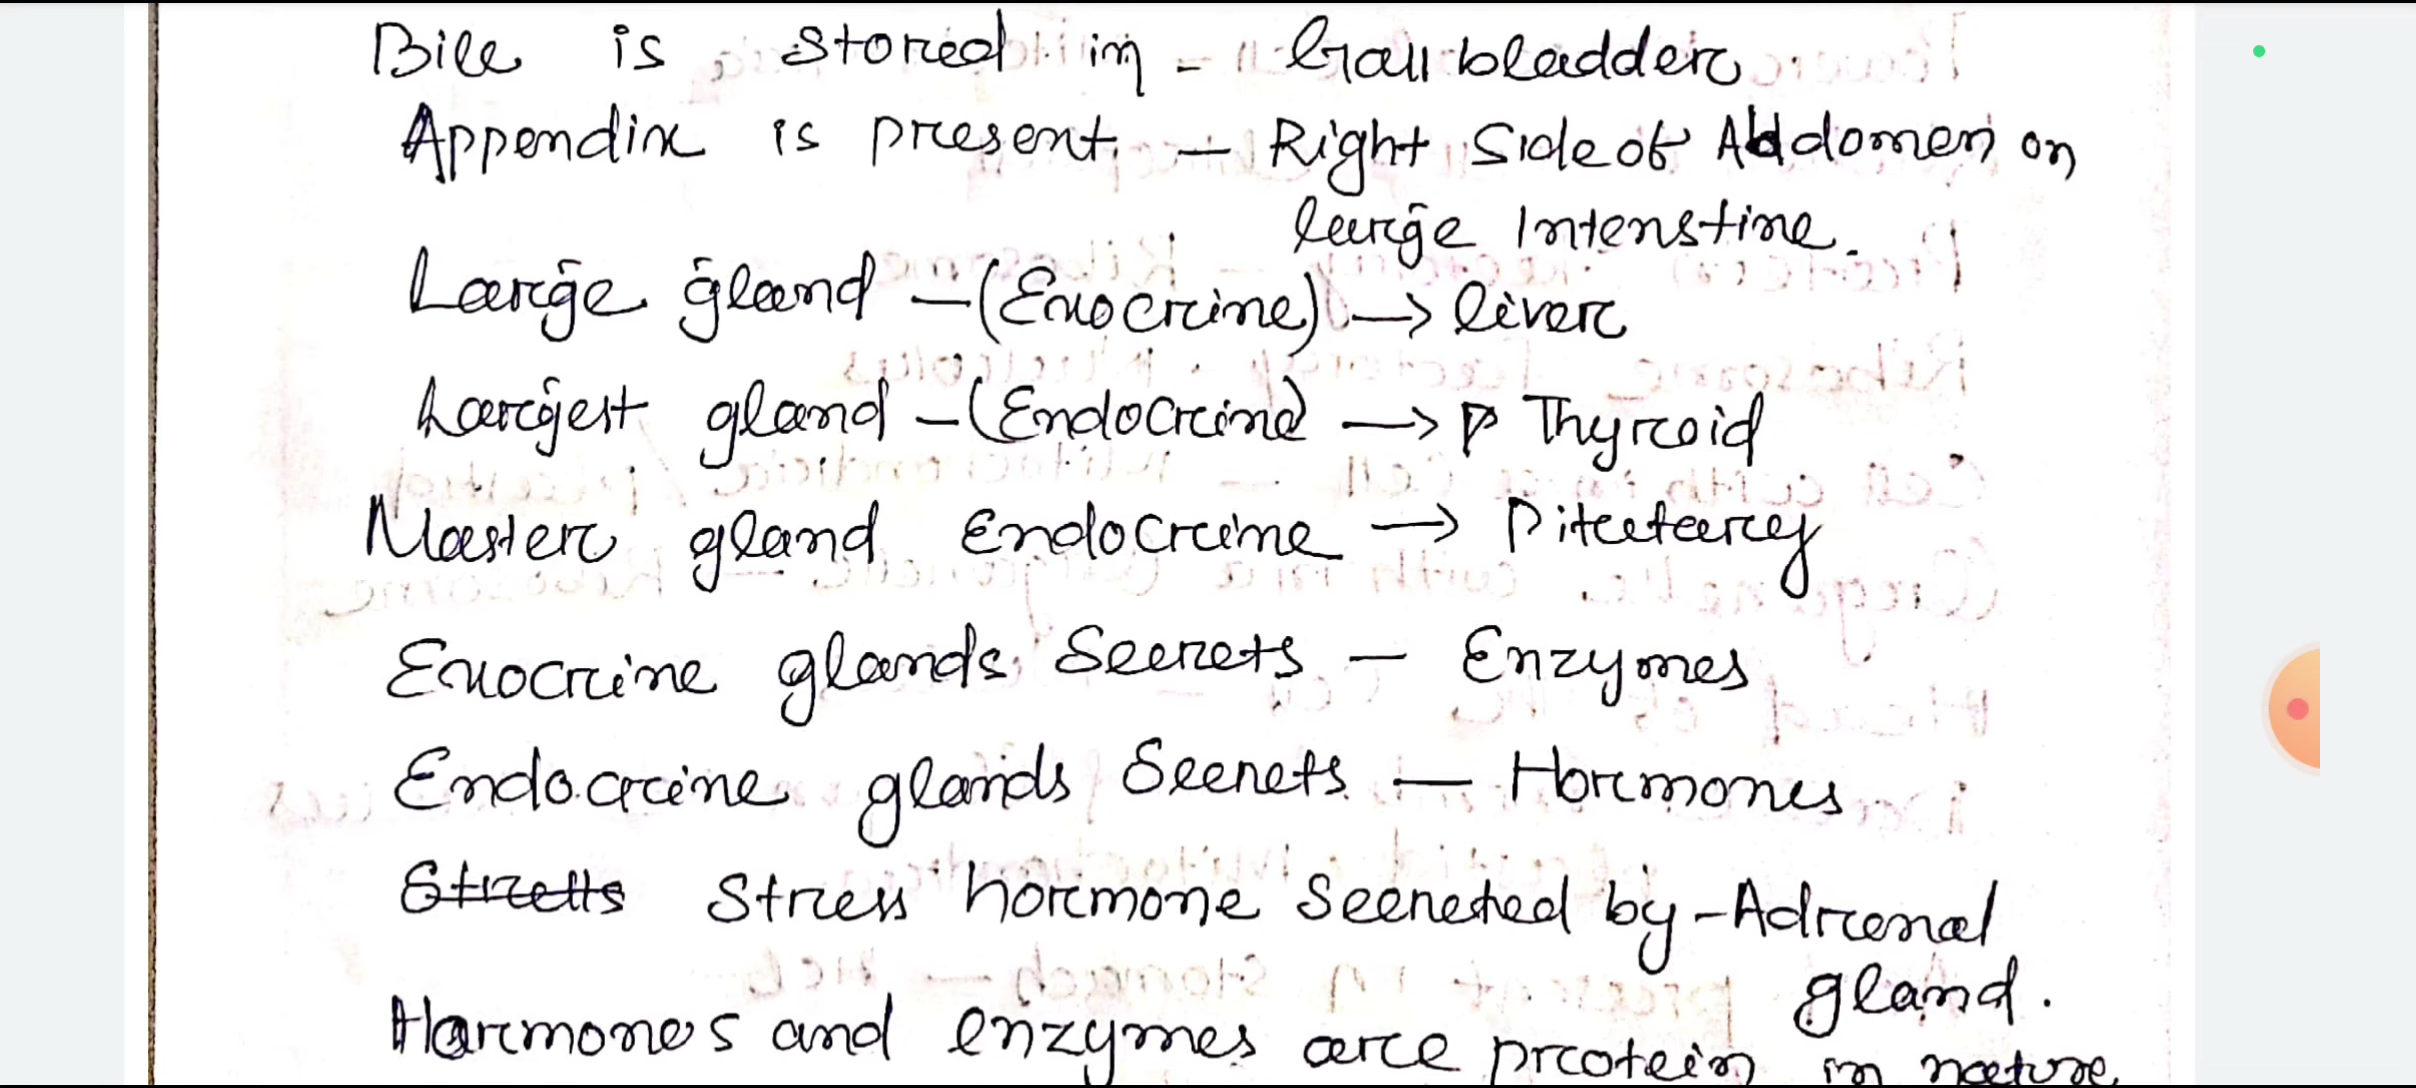 Bile is stored in - Gall bladder
Appendix is present - Right Side of Abdomen on
large Intenstine.
Large gland - (Exocrine) → liver
Largest gland - (Endocrine) → Thyroid
Master gland Endocrine → Pituetary
Exocrine glands Secrets - Enzymes
Endocrine glands Secrets - Hormones
Stress hormone Secreted by - Adrenal
gland.
Harmones and enzymes are protein in nature.